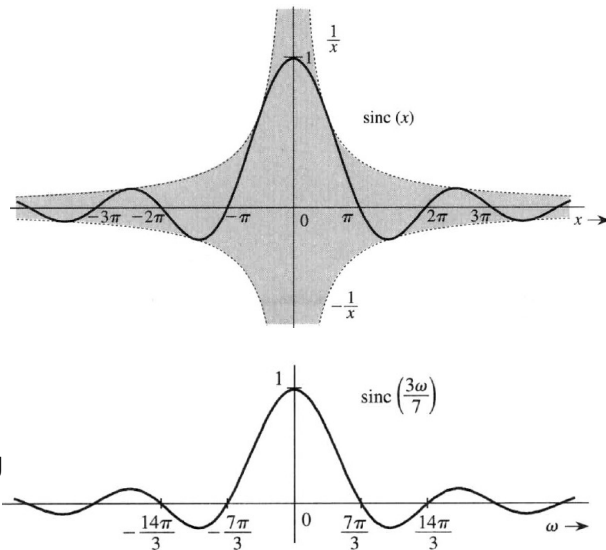 1/x
1
sinc (x)
−3π −2π −π 0 π 2π 3π x →
−1/x
1
sinc (3ω/7)
−14π/3 −7π/3 0 7π/3 14π/3 ω →